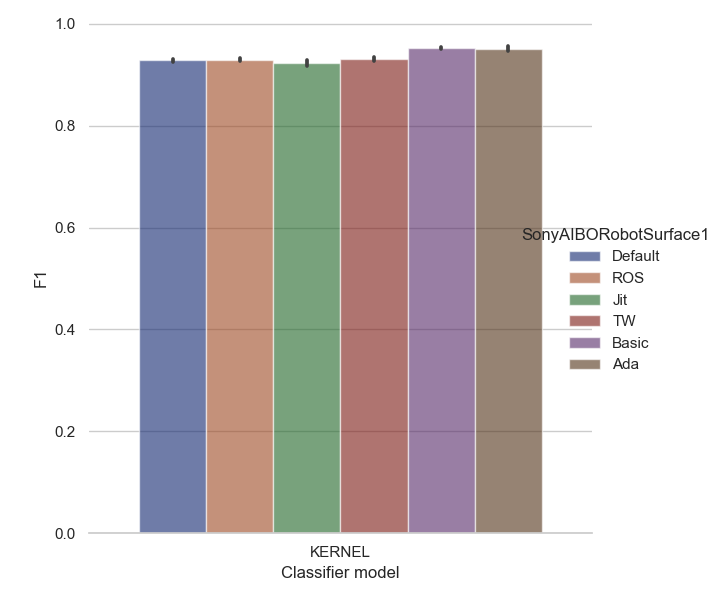 1.0
0.8
0.6
0.4
0.2
0.0
F1
KERNEL
Classifier model
SonyAIBORobotSurface1
Default
ROS
Jit
TW
Basic
Ada